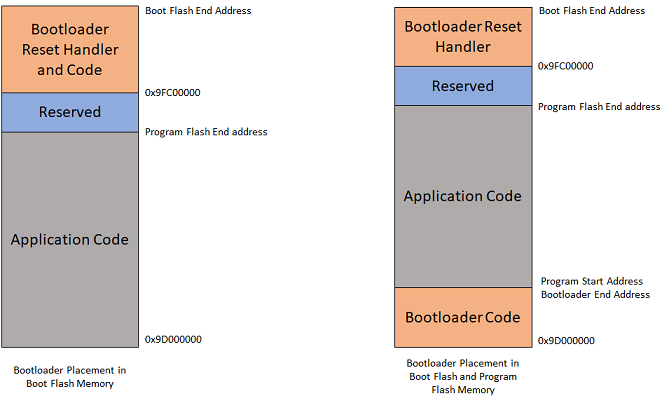 Boot Flash End Address
Bootloader
Reset Handler
and Code
0x9FC00000
Reserved
Program Flash End address
Application Code
0x9D000000
Bootloader Placement in
Boot Flash Memory
Boot Flash End Address
Bootloader Reset
Handler
0x9FC00000
Reserved
Program Flash End address
Application Code
Program Start Address
Bootloader End Address
Bootloader Code
0x9D000000
Bootloader Placement in
Boot Flash and Program
Flash Memory